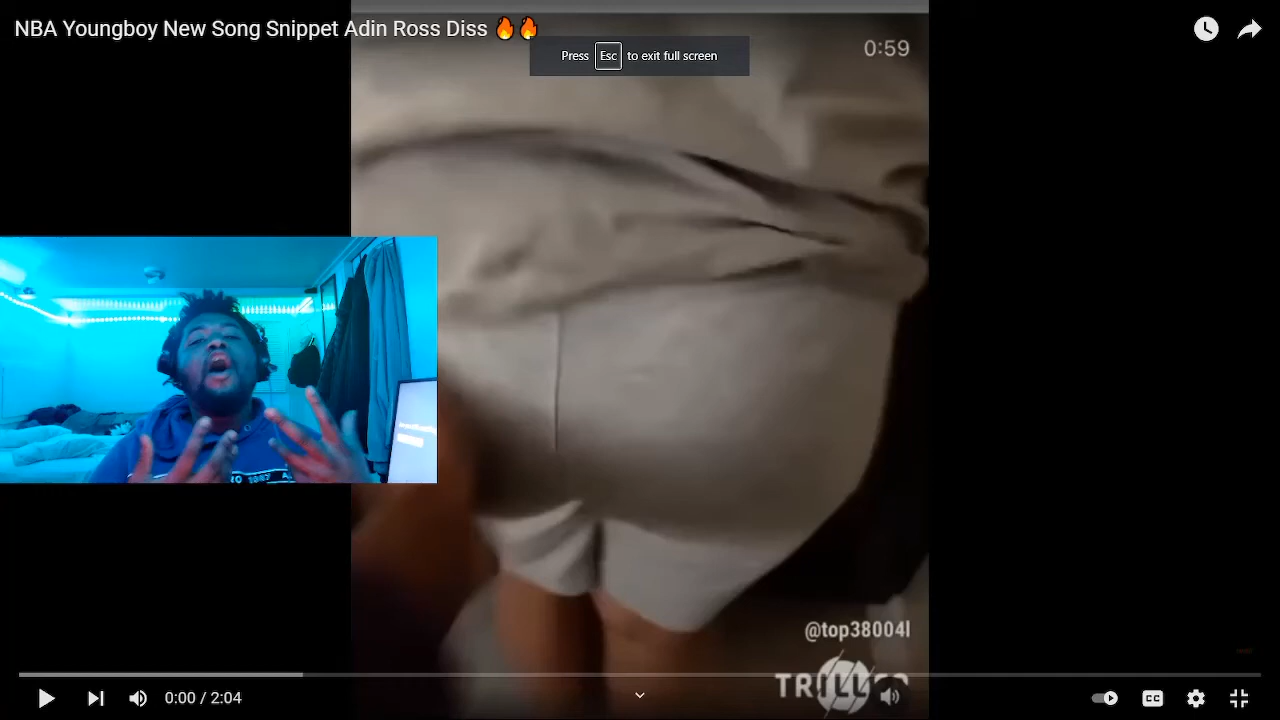 NBA Youngboy New Song Snippet Adin Ross Diss 🔥🔥
Press Esc to exit full screen
0:59
@top38004l
0:00 / 2:04
CC